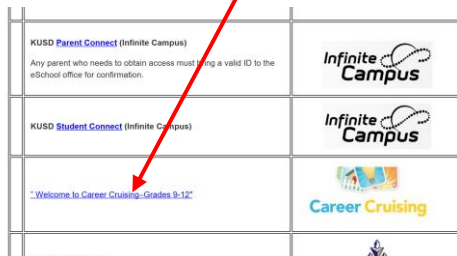 KUSD Parent Connect (Infinite Campus)
Any parent who needs to obtain access must bring a valid ID to the
eSchool office for confirmation.
Infinite
Campus
KUSD Student Connect (Infinite Campus)
Infinite
Campus
" Welcome to Career Cruising–Grades 9-12"
Career Cruising